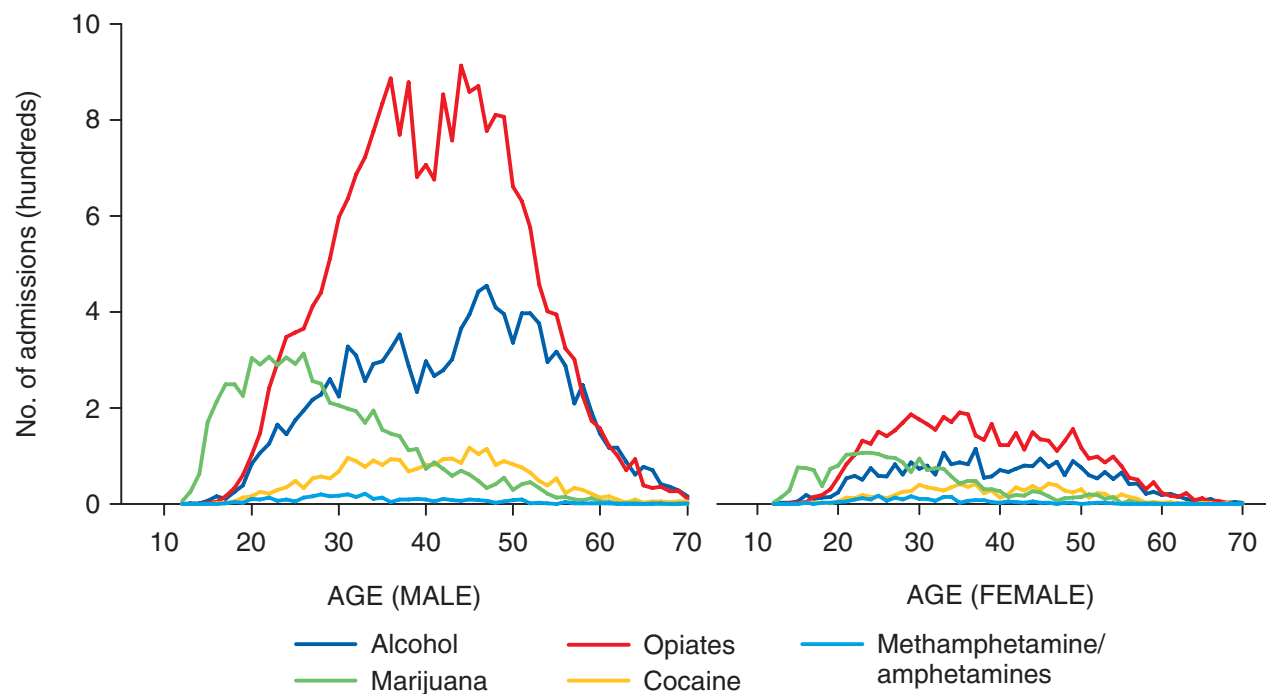 No. of admissions (hundreds)
10
8
6
4
2
0
10 20 30 40 50 60 70
10 20 30 40 50 60 70
AGE (MALE)
AGE (FEMALE)
Alcohol
Opiates
Methamphetamine/
amphetamines
Marijuana
Cocaine